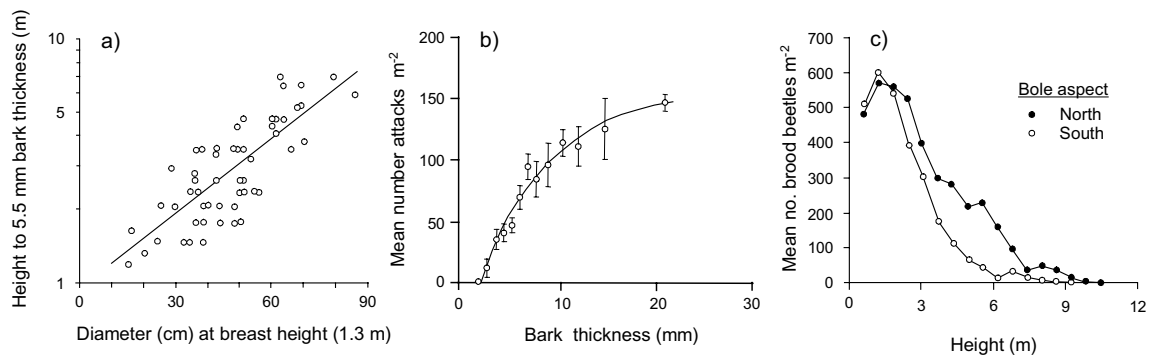 a)
Height to 5.5 mm bark thickness (m)
10
5
1
0 30 60 90
Diameter (cm) at breast height (1.3 m)
b)
Mean number attacks m-2
200
150
100
50
0
0 10 20 30
Bark thickness (mm)
c)
Mean no. brood beetles m-2
700
600
500
400
300
200
100
0
0 3 6 9 12
Height (m)
Bole aspect
North
South